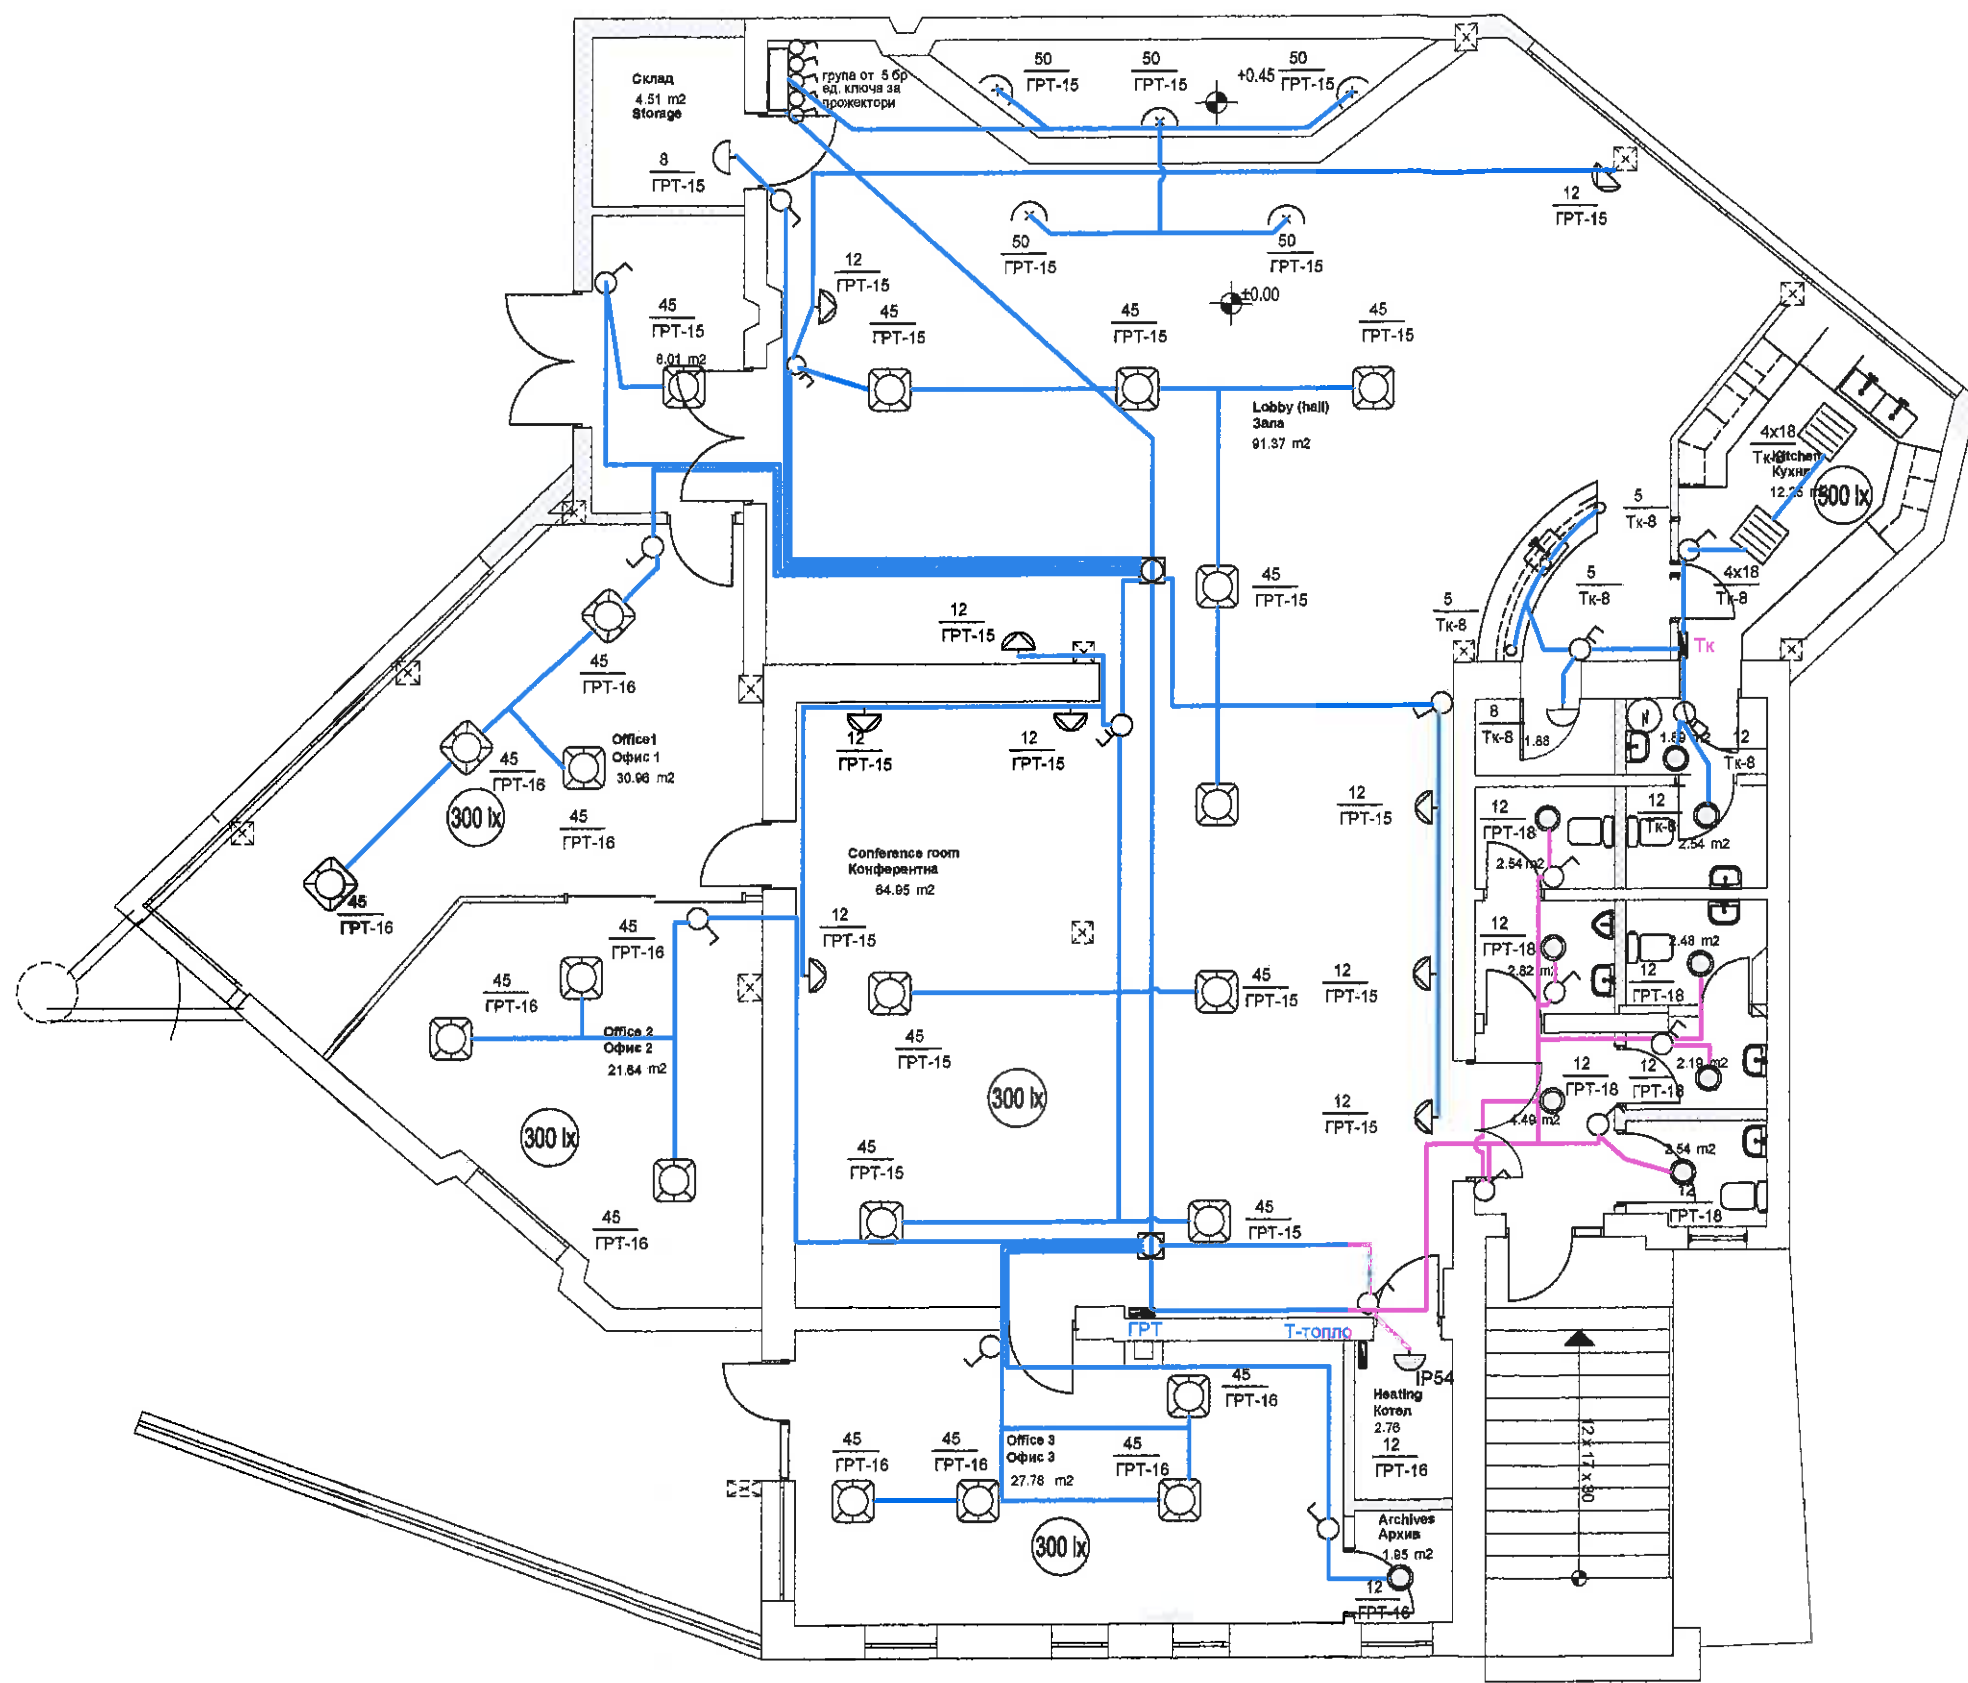 Склад
4.51 m2
Storage
8
ГРТ-15
група от 5 бр
ед. ключа за
прожектори
50
ГРТ-15
50
ГРТ-15
+0.45
50
ГРТ-15
12
ГРТ-15
50
ГРТ-15
50
ГРТ-15
±0.00
12
ГРТ-15
45
ГРТ-15
45
ГРТ-15
45
ГРТ-15
45
ГРТ-15
Lobby (hall)
Зала
91.37 m2
4x18
Kitchen
Кухня
300 lx
5
Тк-8
5
Тк-8
5
Тк-8
4x18
Тк-8
Тк
45
ГРТ-15
12
ГРТ-15
45
ГРТ-16
Office1
Офис 1
30.96 m2
45
ГРТ-16
300 lx
45
ГРТ-16
45
ГРТ-16
12
ГРТ-15
12
ГРТ-15
8
Тк-8
1.88
12
Тк-8
12
ГРТ-15
12
ГРТ-18
2.54 m2
12
Тк-8
2.54 m2
Conference room
Конферентна
64.95 m2
12
ГРТ-15
45
ГРТ-16
45
ГРТ-16
Office 2
Офис 2
21.64 m2
300 lx
45
ГРТ-16
45
ГРТ-15
45
ГРТ-15
12
ГРТ-15
12
ГРТ-18
2.82 m2
2.48 m2
12
ГРТ-18
300 lx
12
ГРТ-15
12
ГРТ-18
4.49 m2
12
ГРТ-18
2.19 m2
2.54 m2
12
ГРТ-18
45
ГРТ-15
45
ГРТ-15
ГРТ
Т-топло
IP54
Heating
Котел
2.76
12
ГРТ-16
45
ГРТ-16
45
ГРТ-16
45
ГРТ-16
Office 3
Офис 3
27.78 m2
45
ГРТ-16
300 lx
Archives
Архив
1.95 m2
12
ГРТ-16